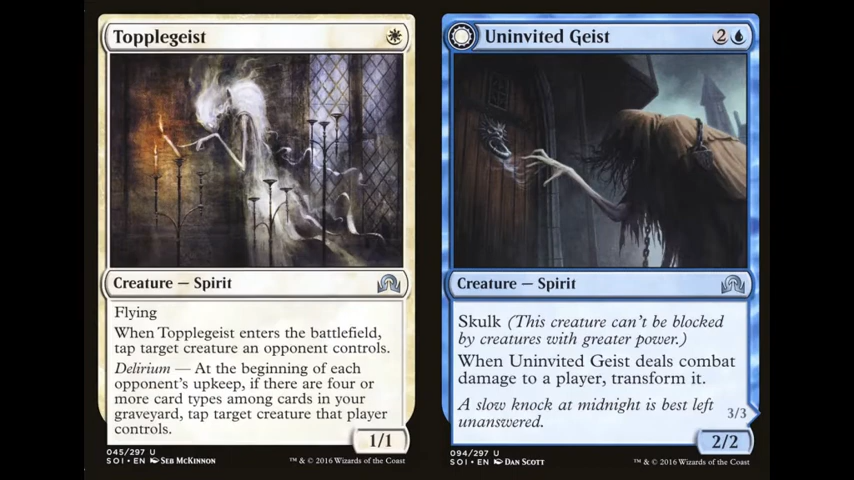 Topplegeist
Creature — Spirit
Flying
When Topplegeist enters the battlefield,
tap target creature an opponent controls.
Delirium — At the beginning of each
opponent's upkeep, if there are four or
more card types among cards in your
graveyard, tap target creature that player
controls.
1/1
045/297 U
SOI • EN Seb McKinnon
™ & © 2016 Wizards of the Coast
Uninvited Geist
2
Creature — Spirit
Skulk (This creature can't be blocked
by creatures with greater power.)
When Uninvited Geist deals combat
damage to a player, transform it.
A slow knock at midnight is best left
unanswered.
3/3
2/2
094/297 U
SOI • EN Dan Scott
™ & © 2016 Wizards of the Coast